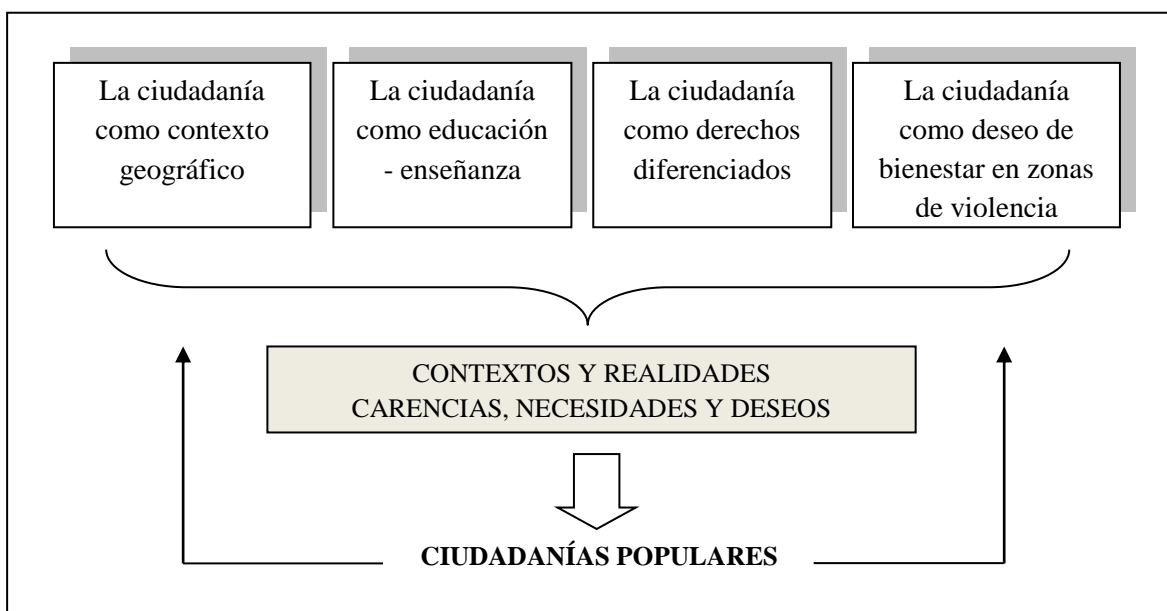 La ciudadanía
como contexto
geográfico
La ciudadanía
como educación
- enseñanza
La ciudadanía
como derechos
diferenciados
La ciudadanía
como deseo de
bienestar en zonas
de violencia
CONTEXTOS Y REALIDADES
CARENCIAS, NECESIDADES Y DESEOS
CIUDADANÍAS POPULARES